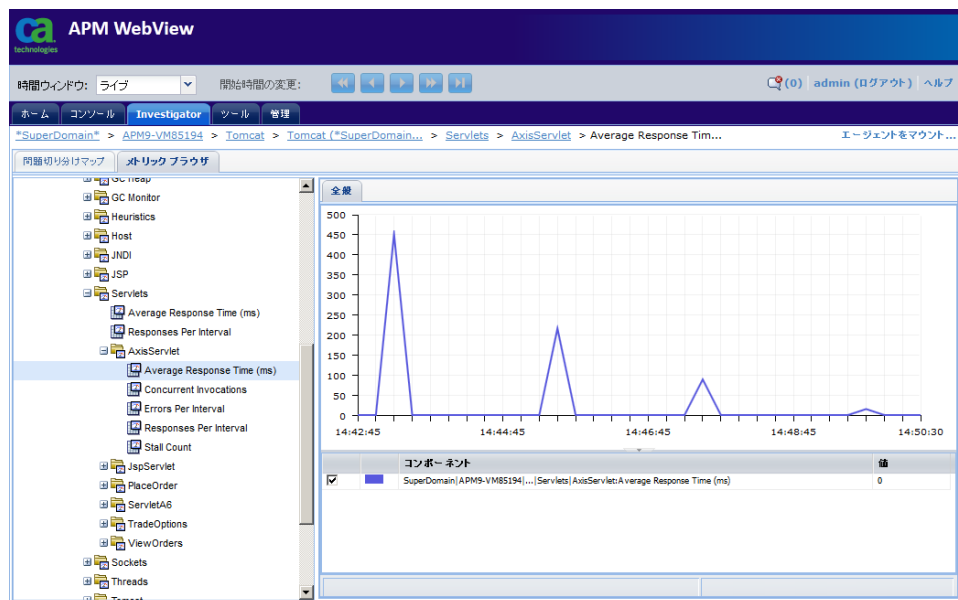 ca
technologies
APM WebView
時間ウィンドウ: ライブ 開始時間の変更: (0) admin (ログアウト) ヘルプ
ホーム コンソール Investigator ツール 管理
*SuperDomain* > APM9-VM85194 > Tomcat > Tomcat (*SuperDomain... > Servlets > AxisServlet > Average Response Tim... エージェントをマウント...
問題切り分けマップ メトリック ブラウザ
GC Heap
GC Monitor
Heuristics
Host
JNDI
JSP
Servlets
Average Response Time (ms)
Responses Per Interval
AxisServlet
Average Response Time (ms)
Concurrent Invocations
Errors Per Interval
Responses Per Interval
Stall Count
JspServlet
PlaceOrder
ServletA6
TradeOptions
ViewOrders
Sockets
Threads
Tomcat
全般
500
450
400
350
300
250
200
150
100
50
0
14:42:45 14:44:45 14:46:45 14:48:45 14:50:30
コンポーネント 値
SuperDomain|APM9-VM85194|...|Servlets|AxisServlet:Average Response Time (ms) 0